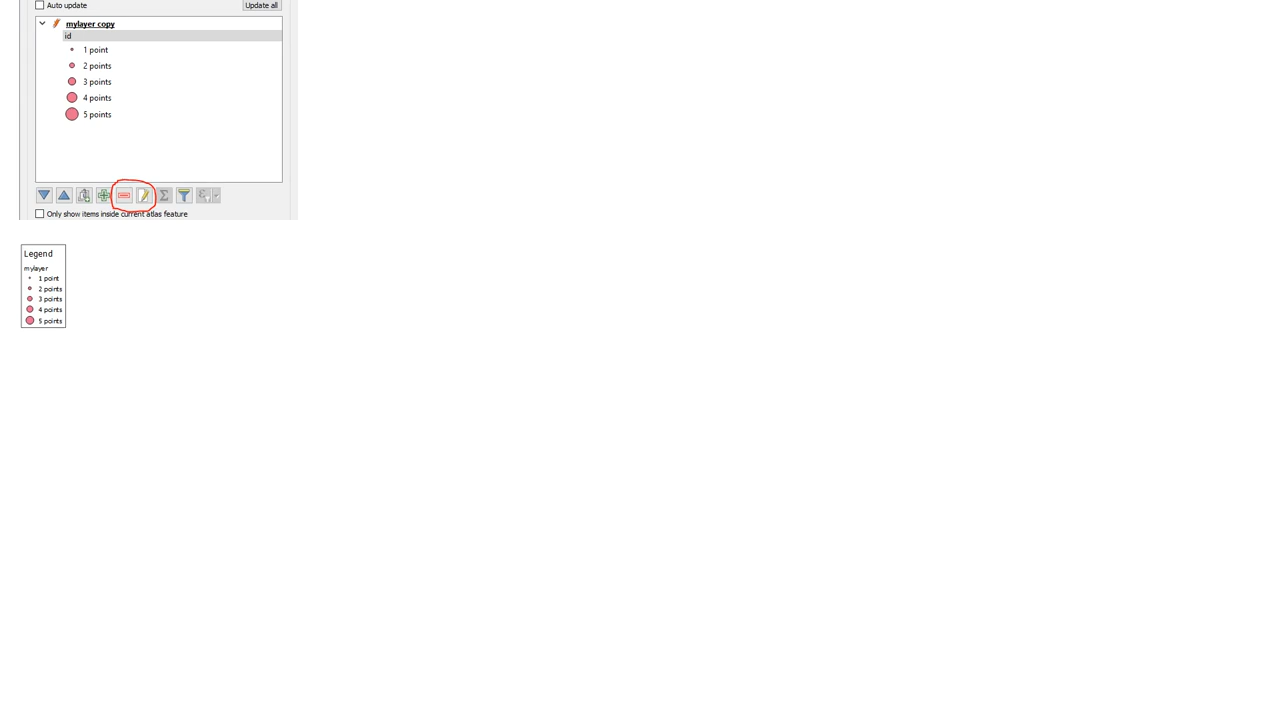 Auto update Update all
mylayer copy
id
1 point
2 points
3 points
4 points
5 points
Σ ε
Only show items inside current atlas feature
Legend
mylayer
1 point
2 points
3 points
4 points
5 points